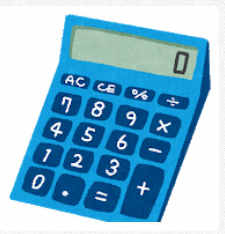 0
AC CE % ÷
7 8 9 ×
4 5 6 −
1 2 3 +
0 . =